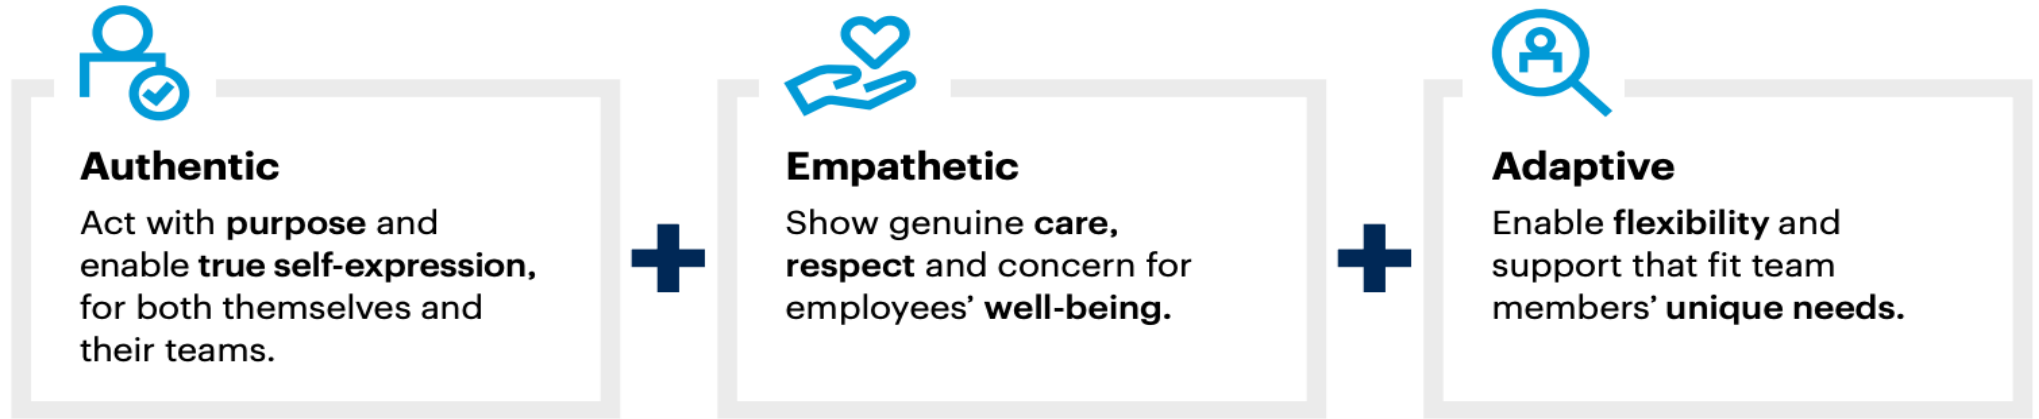 Authentic
Act with purpose and
enable true self-expression,
for both themselves and
their teams.
Empathetic
Show genuine care,
respect and concern for
employees’ well-being.
Adaptive
Enable flexibility and
support that fit team
members’ unique needs.